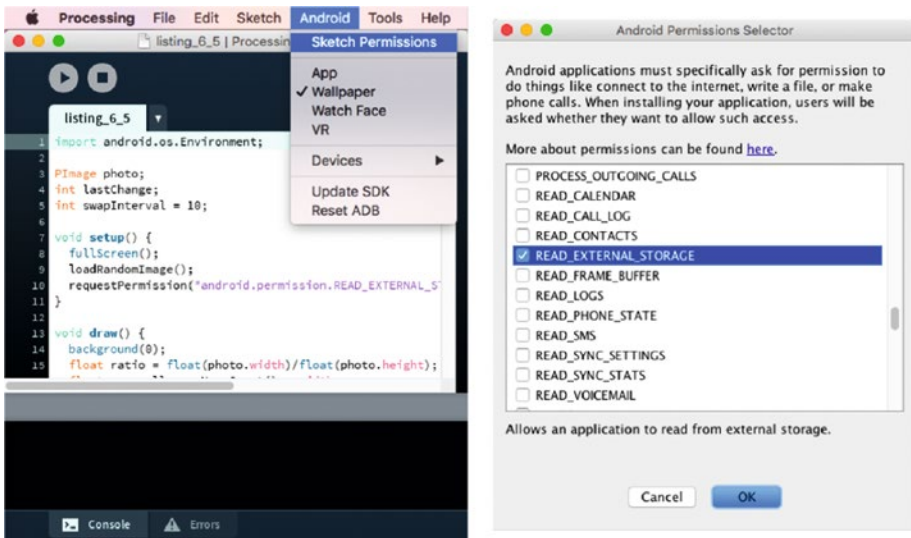 Processing File Edit Sketch Android Tools Help
listing_6_5 | Processin
Sketch Permissions
App
✓ Wallpaper
Watch Face
VR
Devices
Update SDK
Reset ADB
listing_6_5
1 import android.os.Environment;
2
3 PImage photo;
4 int lastChange;
5 int swapInterval = 10;
6
7 void setup() {
8 fullScreen();
9 loadRandomImage();
10 requestPermission("android.permission.READ_EXTERNAL_S
11 }
12
13 void draw() {
14 background(0);
15 float ratio = float(photo.width)/float(photo.height);
Console Errors
Android Permissions Selector
Android applications must specifically ask for permission to
do things like connect to the internet, write a file, or make
phone calls. When installing your application, users will be
asked whether they want to allow such access.
More about permissions can be found here.
PROCESS_OUTGOING_CALLS
READ_CALENDAR
READ_CALL_LOG
READ_CONTACTS
READ_EXTERNAL_STORAGE
READ_FRAME_BUFFER
READ_LOGS
READ_PHONE_STATE
READ_SMS
READ_SYNC_SETTINGS
READ_SYNC_STATS
READ_VOICEMAIL
Allows an application to read from external storage.
Cancel OK